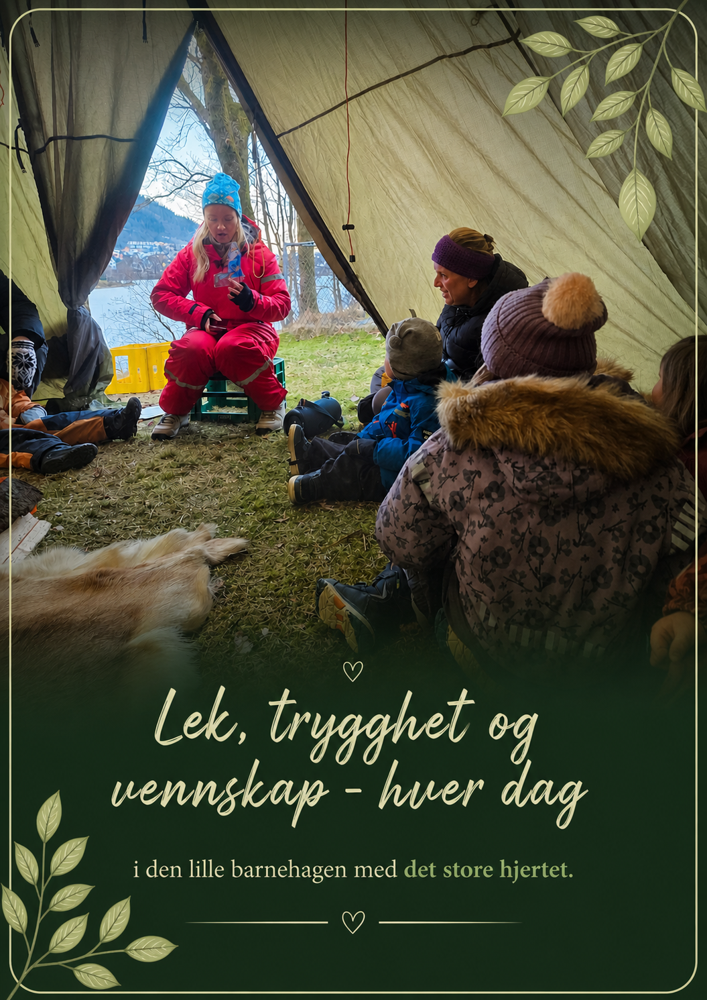 Lek, trygghet og
vennskap - hver dag
i den lille barnehagen med det store hjertet.